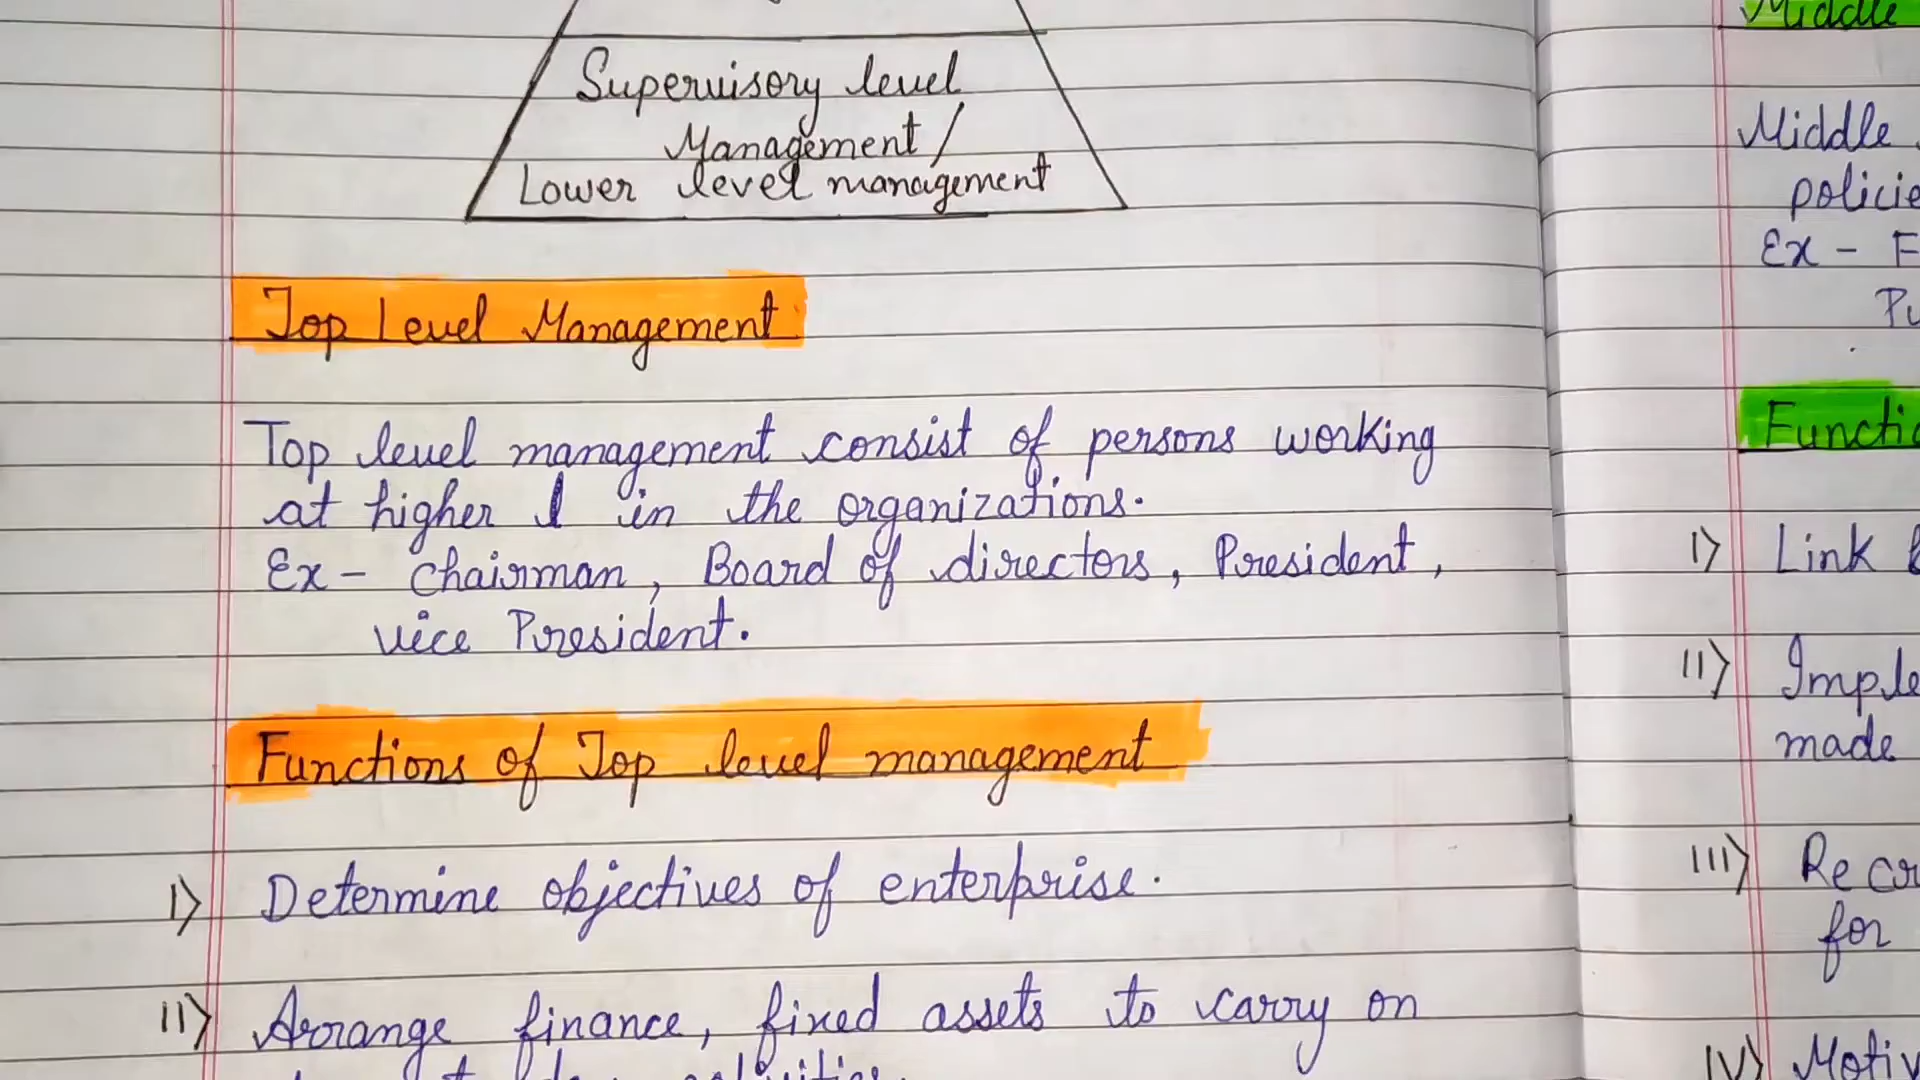 Supervisory level
Management /
Lower level management
Top Level Management
Top level management consist of persons working
at higher l in the organizations.
Ex - Chairman, Board of directors, President,
vice President.
Functions of Top level management
I) Determine objectives of enterprise.
II) Arrange finance, fixed assets to carry on
Middle
Middle
policie
Ex - F
Pu
Functio
I) Link
II) Imple
made
III) Recr
for
IV) Motiv